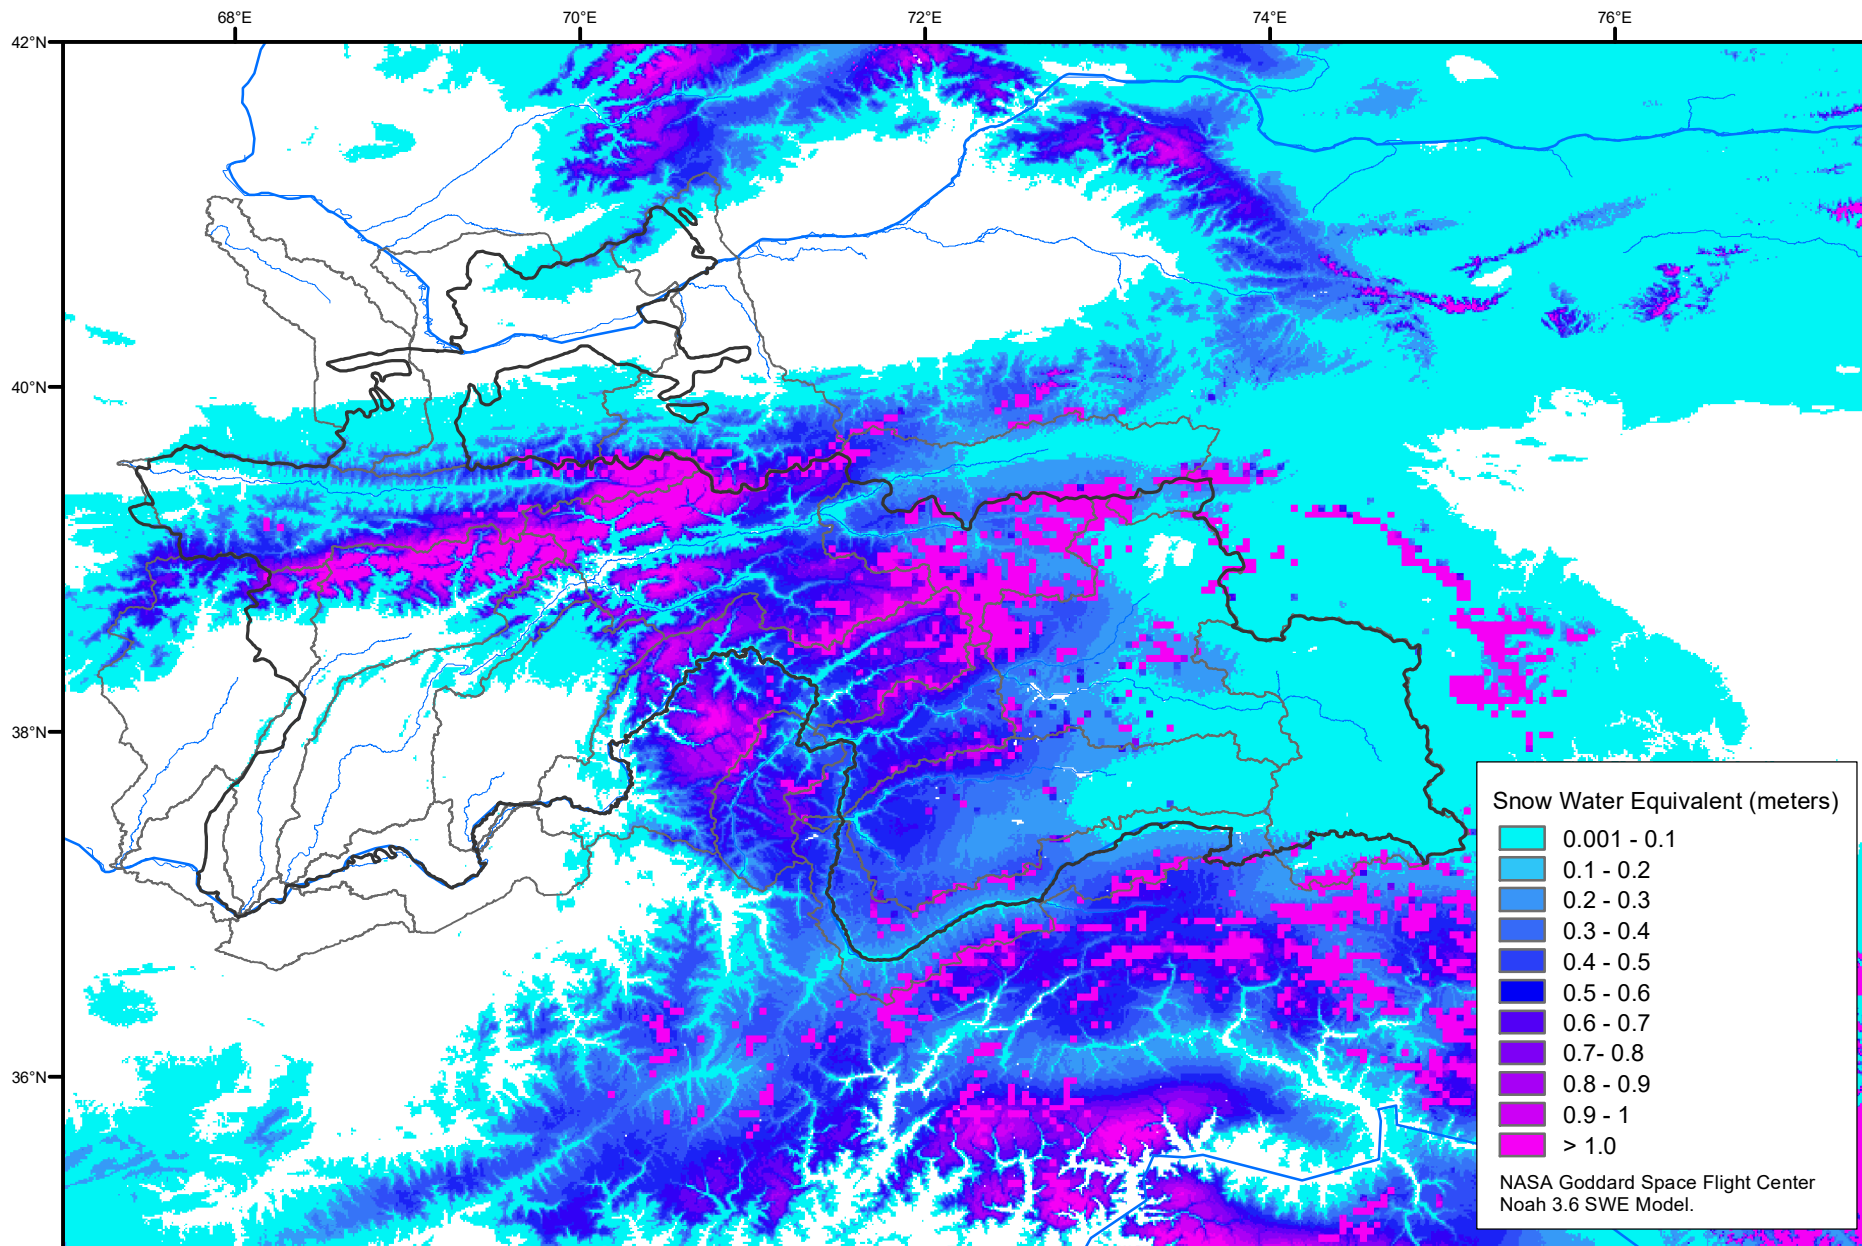 68°E 70°E 72°E 74°E 76°E
42°N
40°N
38°N
36°N
Snow Water Equivalent (meters)
0.001 - 0.1
0.1 - 0.2
0.2 - 0.3
0.3 - 0.4
0.4 - 0.5
0.5 - 0.6
0.6 - 0.7
0.7- 0.8
0.8 - 0.9
0.9 - 1
> 1.0
NASA Goddard Space Flight Center
Noah 3.6 SWE Model.